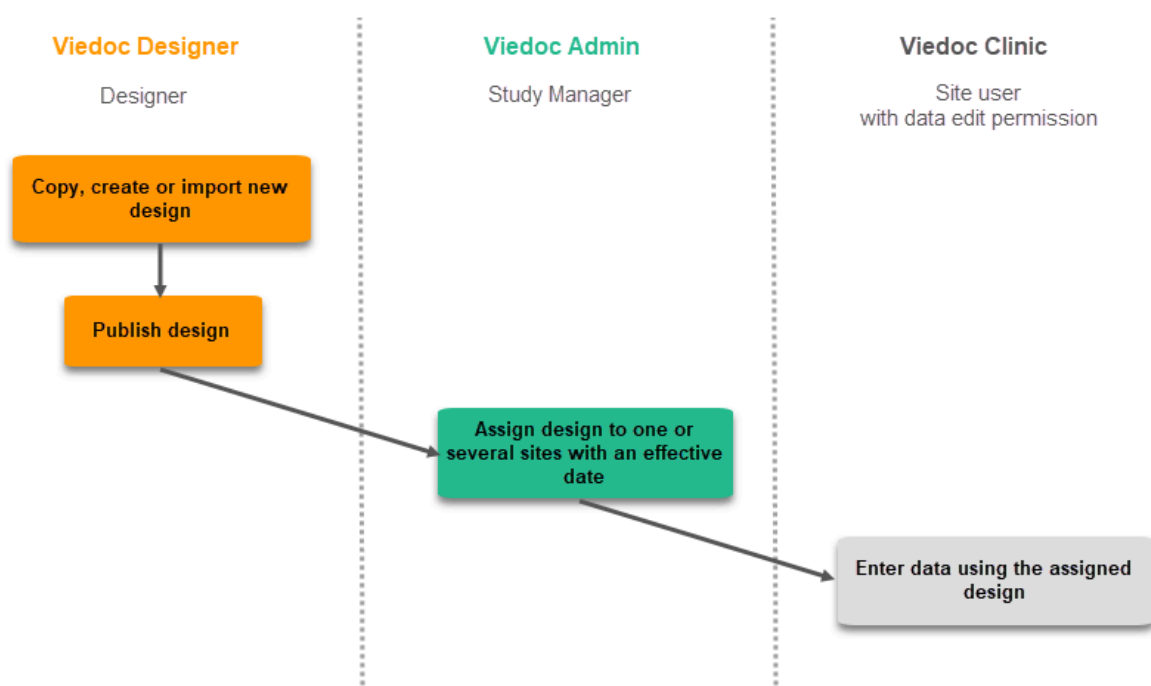 Viedoc Designer
Designer
Viedoc Admin
Study Manager
Viedoc Clinic
Site user
with data edit permission
Copy, create or import new
design
Publish design
Assign design to one or
several sites with an effective
date
Enter data using the assigned
design